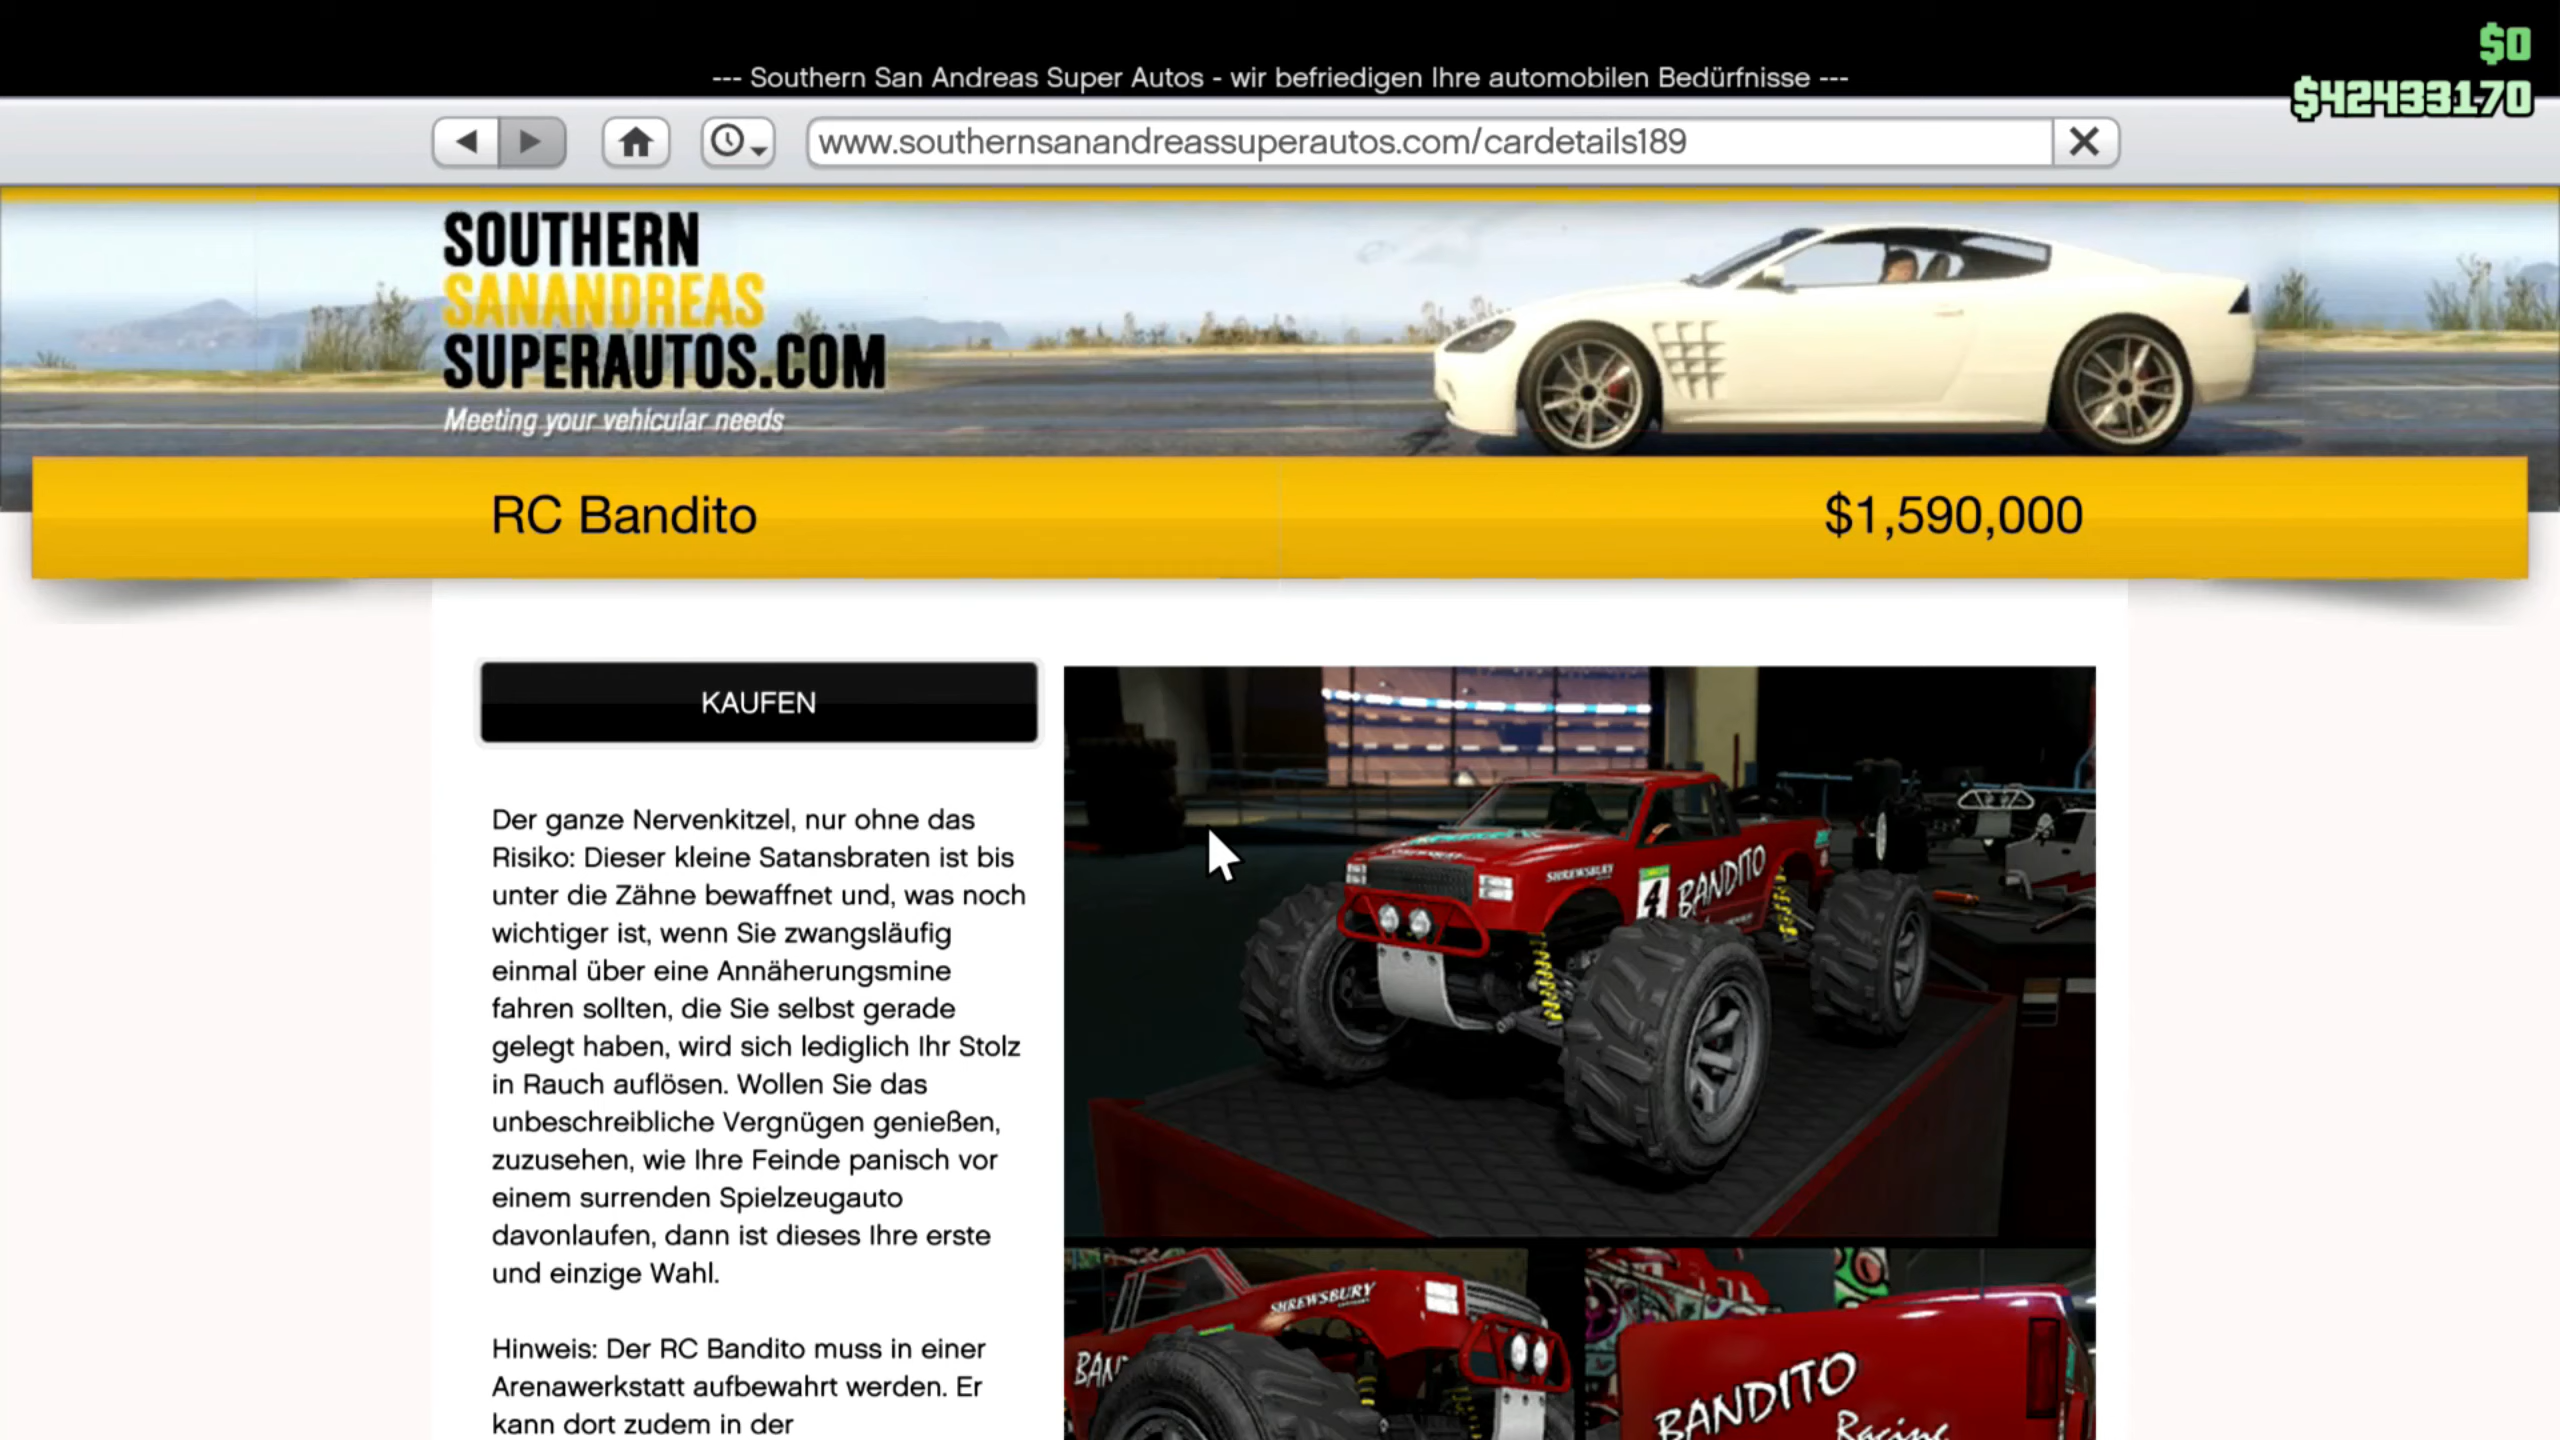 $0
--- Southern San Andreas Super Autos - wir befriedigen Ihre automobilen Bedürfnisse ---
$42433170
www.southernsanandreassuperautos.com/cardetails189
SOUTHERN
SANANDREAS
SUPERAUTOS.COM
Meeting your vehicular needs
RC Bandito
$1,590,000
KAUFEN
Der ganze Nervenkitzel, nur ohne das
Risiko: Dieser kleine Satansbraten ist bis
unter die Zähne bewaffnet und, was noch
wichtiger ist, wenn Sie zwangsläufig
einmal über eine Annäherungsmine
fahren sollten, die Sie selbst gerade
gelegt haben, wird sich lediglich Ihr Stolz
in Rauch auflösen. Wollen Sie das
unbeschreibliche Vergnügen genießen,
zuzusehen, wie Ihre Feinde panisch vor
einem surrenden Spielzeugauto
davonlaufen, dann ist dieses Ihre erste
und einzige Wahl.
Hinweis: Der RC Bandito muss in einer
Arenawerkstatt aufbewahrt werden. Er
kann dort zudem in der
SHREWSBURY
4
BANDITO
SHREWSBURY
BAN
BANDITO
Racing